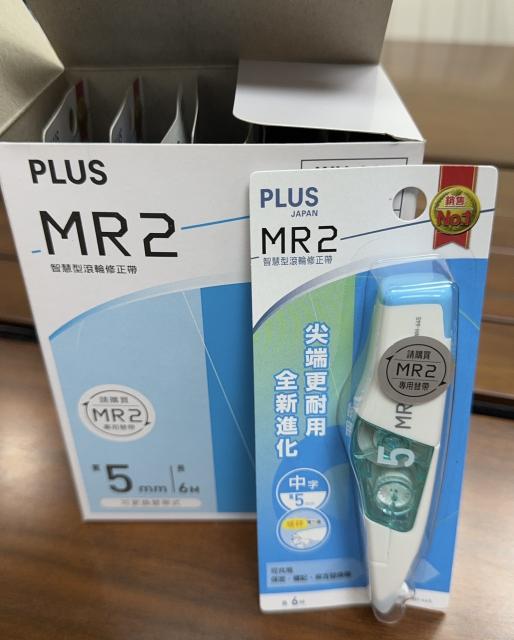 PLUS
MR2
智慧型滾輪修正帶
請購買
MR2
專用替帶
寬 5 mm 長 6M
PLUS
JAPAN
MR2
智慧型滾輪修正帶
銷售
No.1
尖端更耐用
全新進化
中字
寬 5 mm
請購買
MR2
專用替帶
MR
5
長 6M